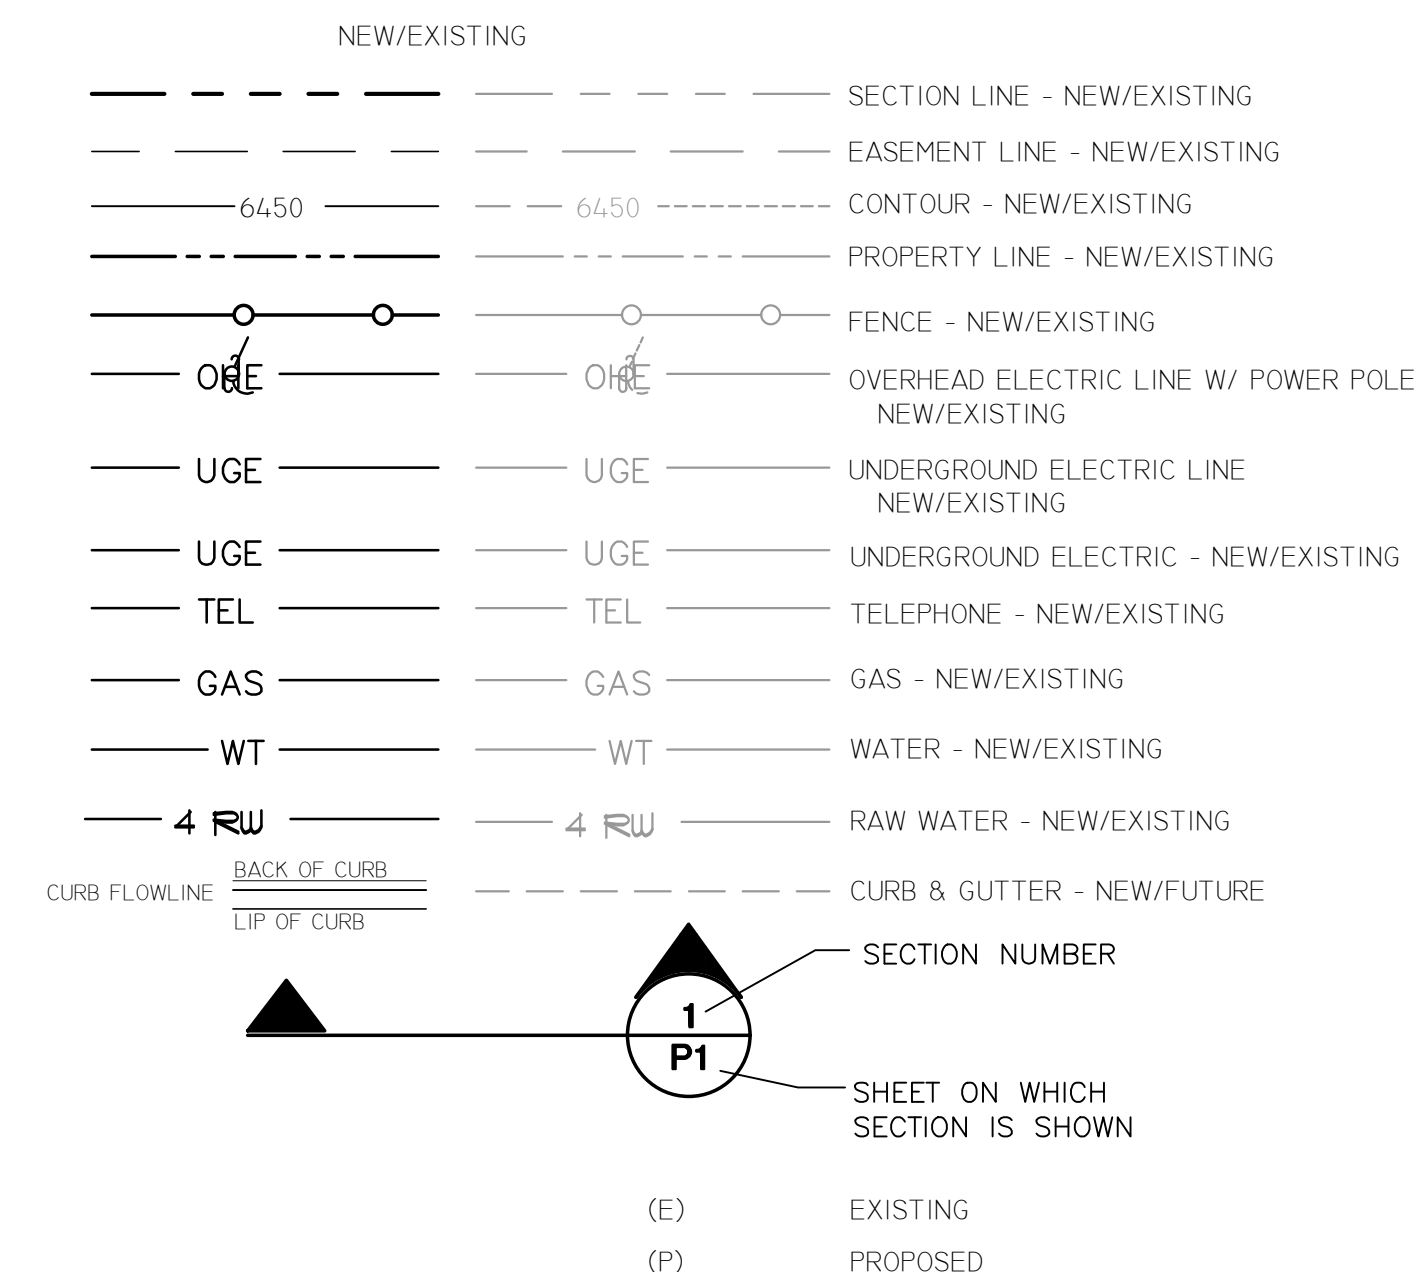 NEW/EXISTING
SECTION LINE - NEW/EXISTING
EASEMENT LINE - NEW/EXISTING
6450 6450 CONTOUR - NEW/EXISTING
PROPERTY LINE - NEW/EXISTING
FENCE - NEW/EXISTING
OHE OHE OVERHEAD ELECTRIC LINE W/ POWER POLE
NEW/EXISTING
UGE UGE UNDERGROUND ELECTRIC LINE
NEW/EXISTING
UGE UGE UNDERGROUND ELECTRIC - NEW/EXISTING
TEL TEL TELEPHONE - NEW/EXISTING
GAS GAS GAS - NEW/EXISTING
WT WT WATER - NEW/EXISTING
4 RW 4 RW RAW WATER - NEW/EXISTING
BACK OF CURB
CURB FLOWLINE CURB & GUTTER - NEW/FUTURE
LIP OF CURB
SECTION NUMBER
1
P1
SHEET ON WHICH
SECTION IS SHOWN
(E) EXISTING
(P) PROPOSED